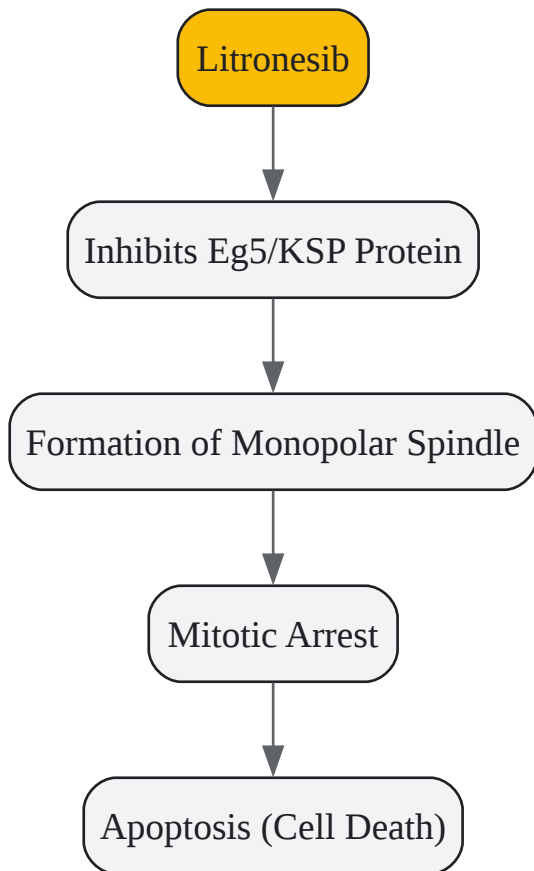 Litronesib
Inhibits Eg5/KSP Protein
Formation of Monopolar Spindle
Mitotic Arrest
Apoptosis (Cell Death)